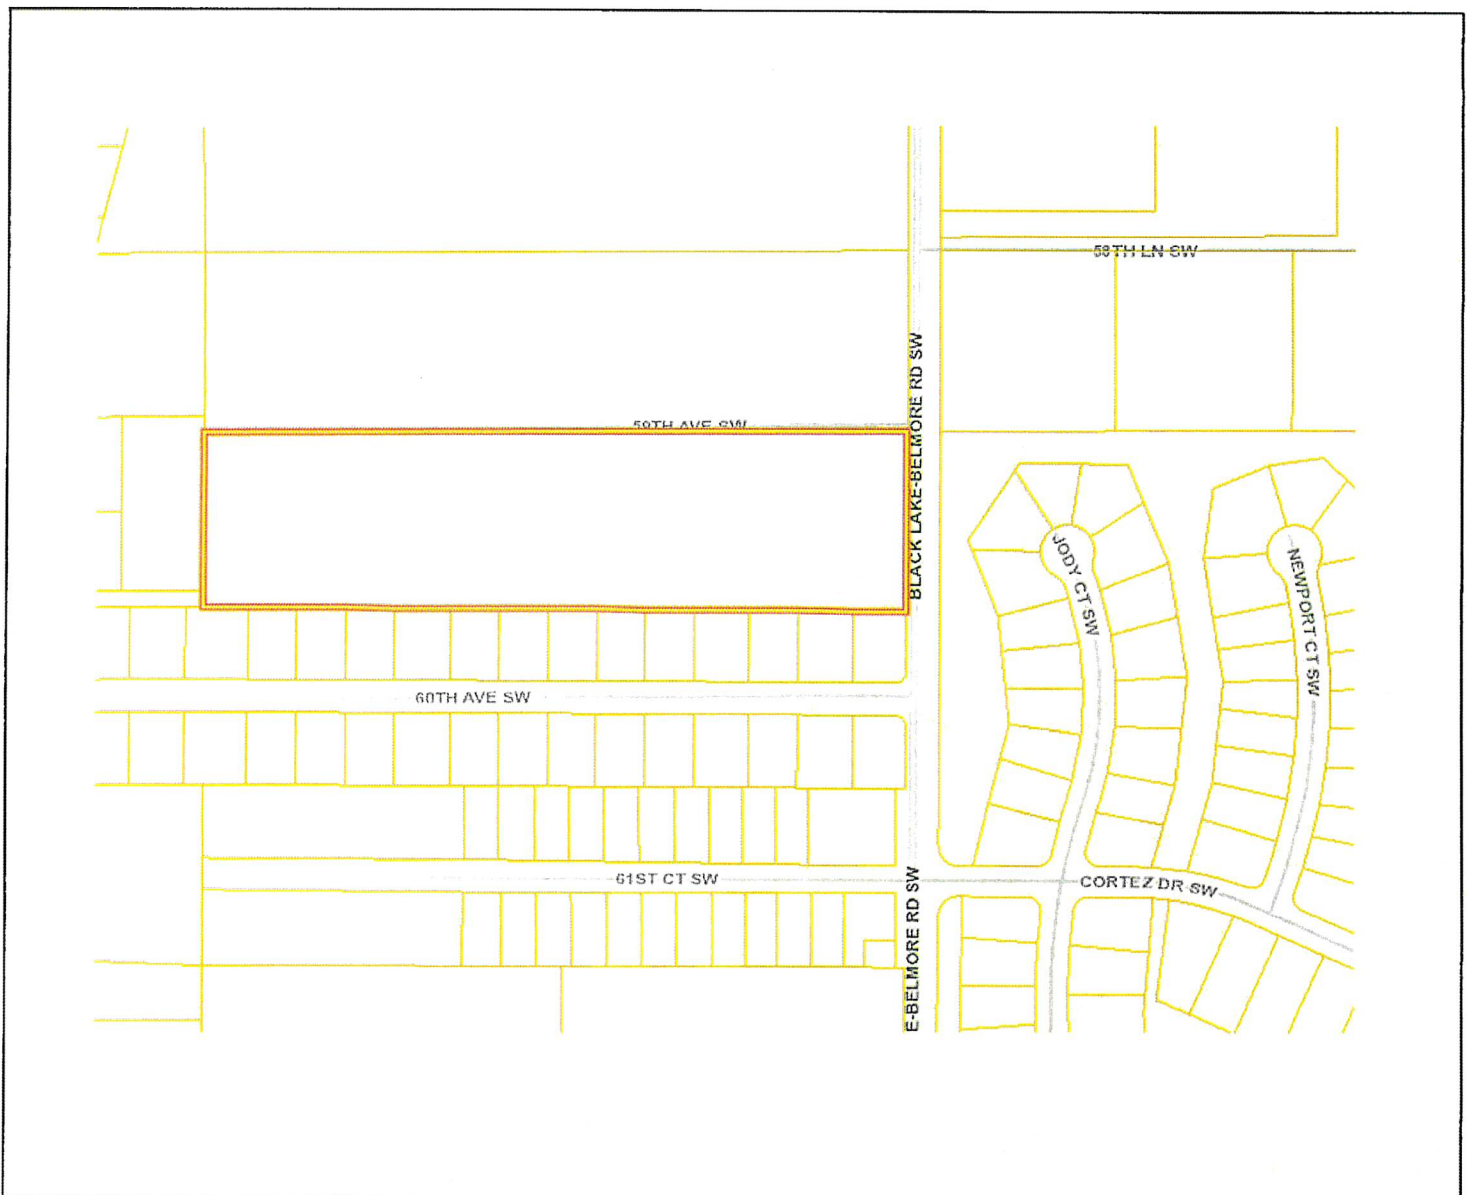 58TH LN SW
BLACK LAKE-BELMORE RD SW
59TH AVE SW
JODY CT SW
NEWPORT CT SW
60TH AVE SW
61ST CT SW
CORTEZ DR SW
E-BELMORE RD SW